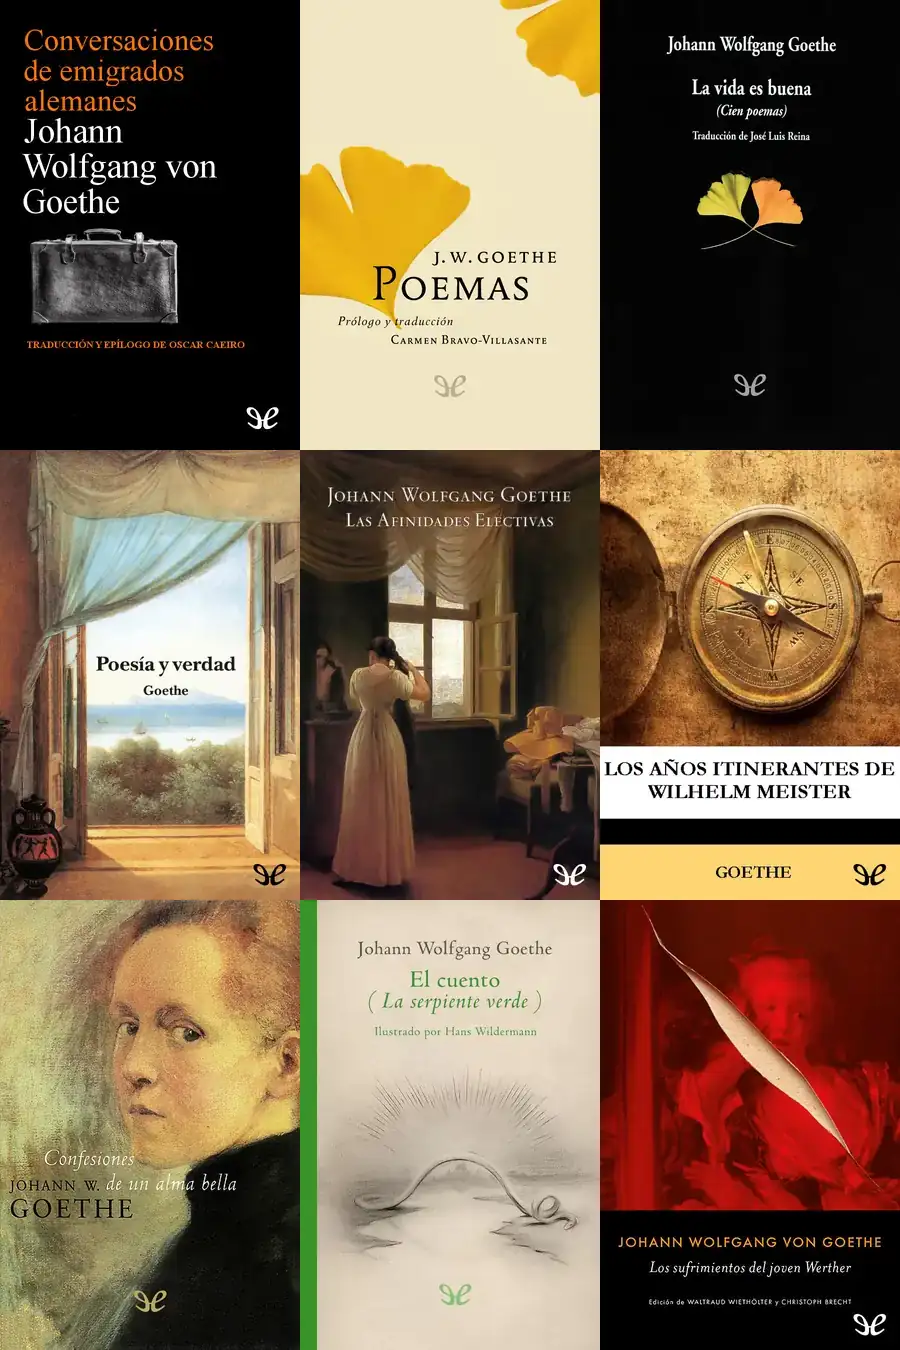 Conversaciones
de emigrados
alemanes
Johann
Wolfgang von
Goethe
TRADUCCIÓN Y EPÍLOGO DE OSCAR CAEIRO
J. W. GOETHE
POEMAS
Prólogo y traducción
CARMEN BRAVO-VILLASANTE
Johann Wolfgang Goethe
La vida es buena
(Cien poemas)
Traducción de José Luis Reina
Poesía y verdad
Goethe
JOHANN WOLFGANG GOETHE
LAS AFINIDADES ELECTIVAS
LOS AÑOS ITINERANTES DE
WILHELM MEISTER
GOETHE
Confesiones
de un alma bella
JOHANN W.
GOETHE
Johann Wolfgang Goethe
El cuento
( La serpiente verde )
Ilustrado por Hans Wildermann
JOHANN WOLFGANG VON GOETHE
Los sufrimientos del joven Werther
Edición de WALTRAUD WIETHÖLTER y CHRISTOPH BRECHT